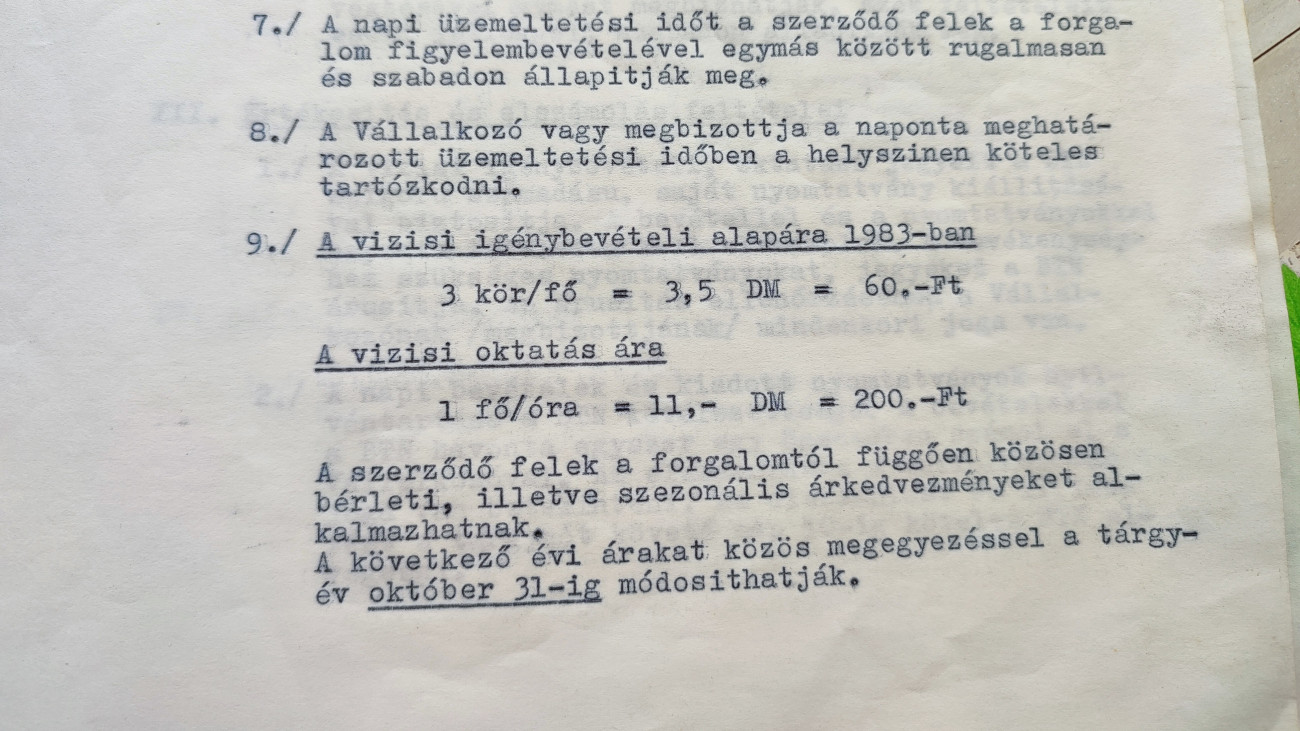 7./ A napi üzemeltetési időt a szerződő felek a forga-
lom figyelembevételével egymás között rugalmasan
és szabadon állapitják meg.
8./ A Vállalkozó vagy megbizottja a naponta meghatá-
rozott üzemeltetési időben a helyszinen köteles
tartózkodni.
9./ A vizisi igénybevételi alapára 1983-ban
3 kör/fő = 3,5 DM = 60.-Ft
A vizisi oktatás ára
1 fő/óra = 11,- DM = 200.-Ft
A szerződő felek a forgalomtól függően közösen
bérleti, illetve szezonális árkedvezményeket al-
kalmazhatnak.
A következő évi árakat közös megegyezéssel a tárgy-
év október 31-ig módosithatják.